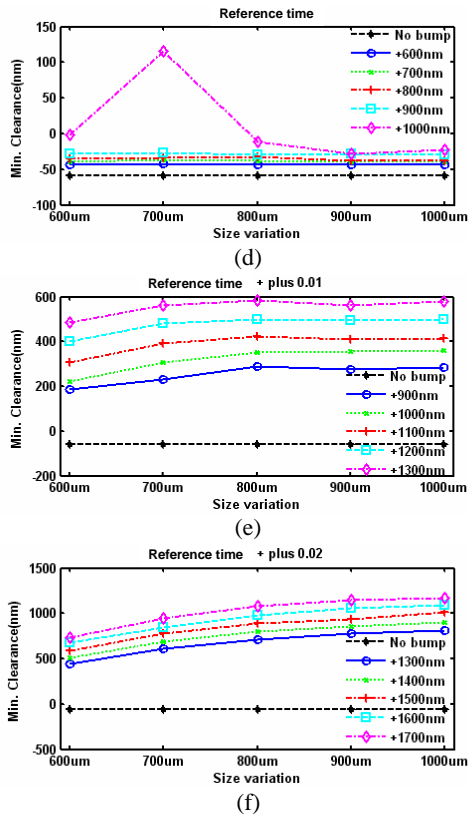 Reference time
150
100
50
0
-50
-100
Min. Clearance(nm)
No bump
+600nm
+700nm
+800nm
+900nm
+1000nm
600um 700um 800um 900um 1000um
Size variation
(d)
Reference time + plus 0.01
600
400
200
0
-200
Min. Clearance(nm)
No bump
+900nm
+1000nm
+1100nm
+1200nm
+1300nm
600um 700um 800um 900um 1000um
Size variation
(e)
Reference time + plus 0.02
1500
1000
500
0
-500
Min. Clearance(nm)
No bump
+1300nm
+1400nm
+1500nm
+1600nm
+1700nm
600um 700um 800um 900um 1000um
Size variation
(f)